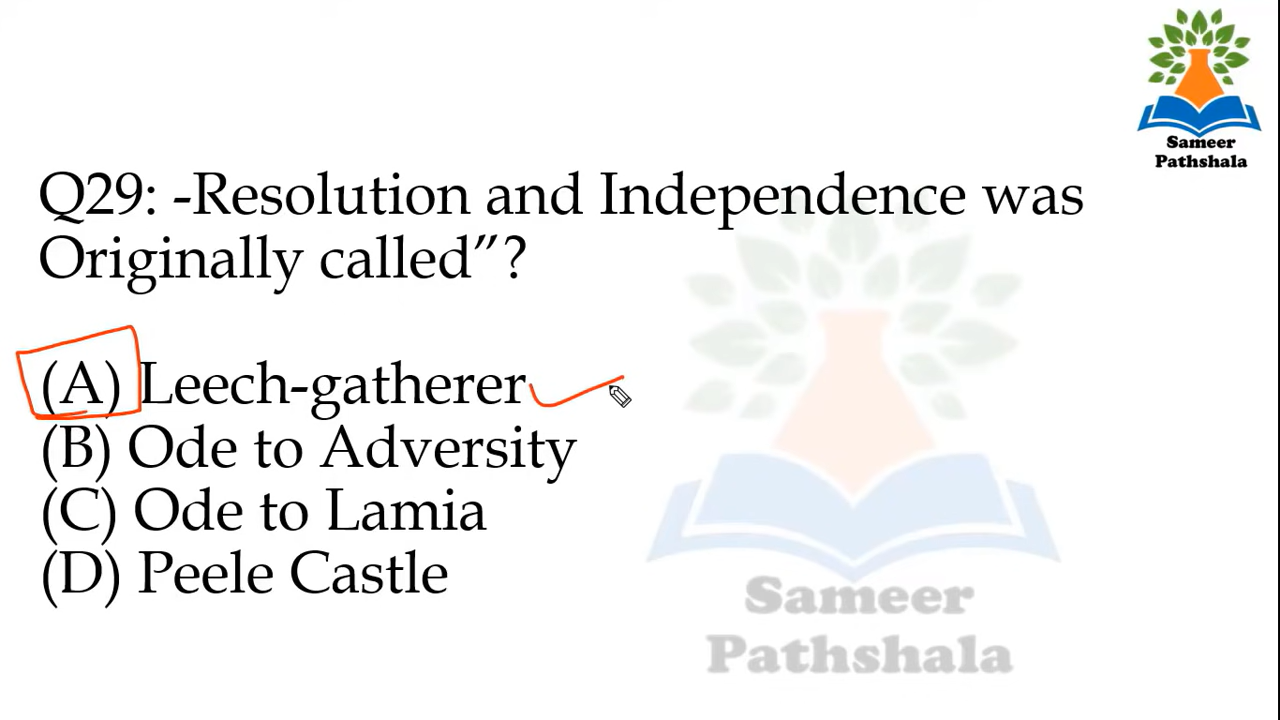 Sameer
Pathshala
Q29: -Resolution and Independence was
Originally called”?
(A) Leech-gatherer
(B) Ode to Adversity
(C) Ode to Lamia
(D) Peele Castle
Sameer
Pathshala